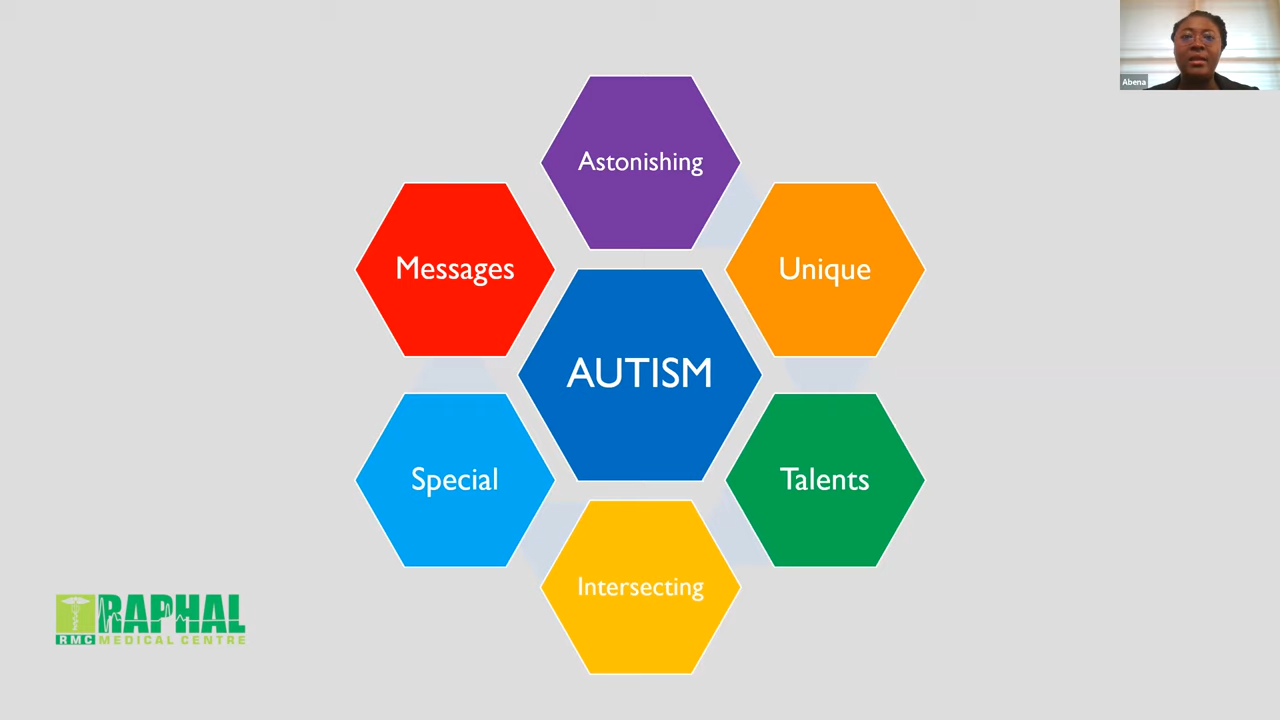 Abena
Astonishing
Messages
Unique
AUTISM
Special
Talents
Intersecting
RAPHAL
RMC MEDICAL CENTRE